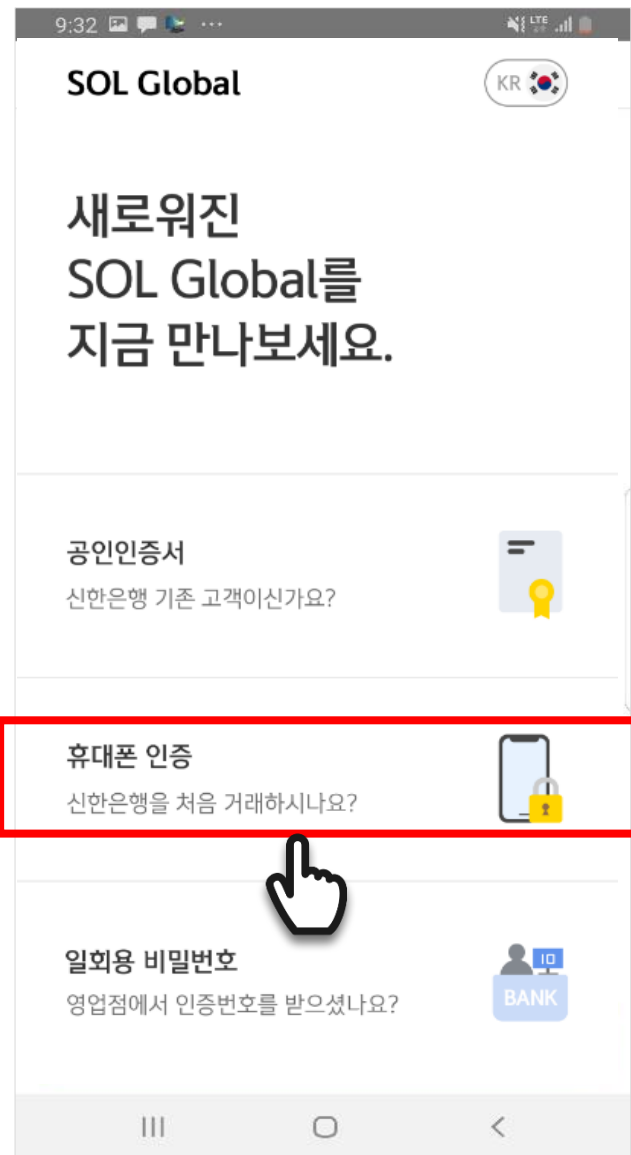 9:32
LTE
SOL Global
KR
새로워진
SOL Global를
지금 만나보세요.
공인인증서
신한은행 기존 고객이신가요?
휴대폰 인증
신한은행을 처음 거래하시나요?
일회용 비밀번호
영업점에서 인증번호를 받으셨나요?
ID
BANK